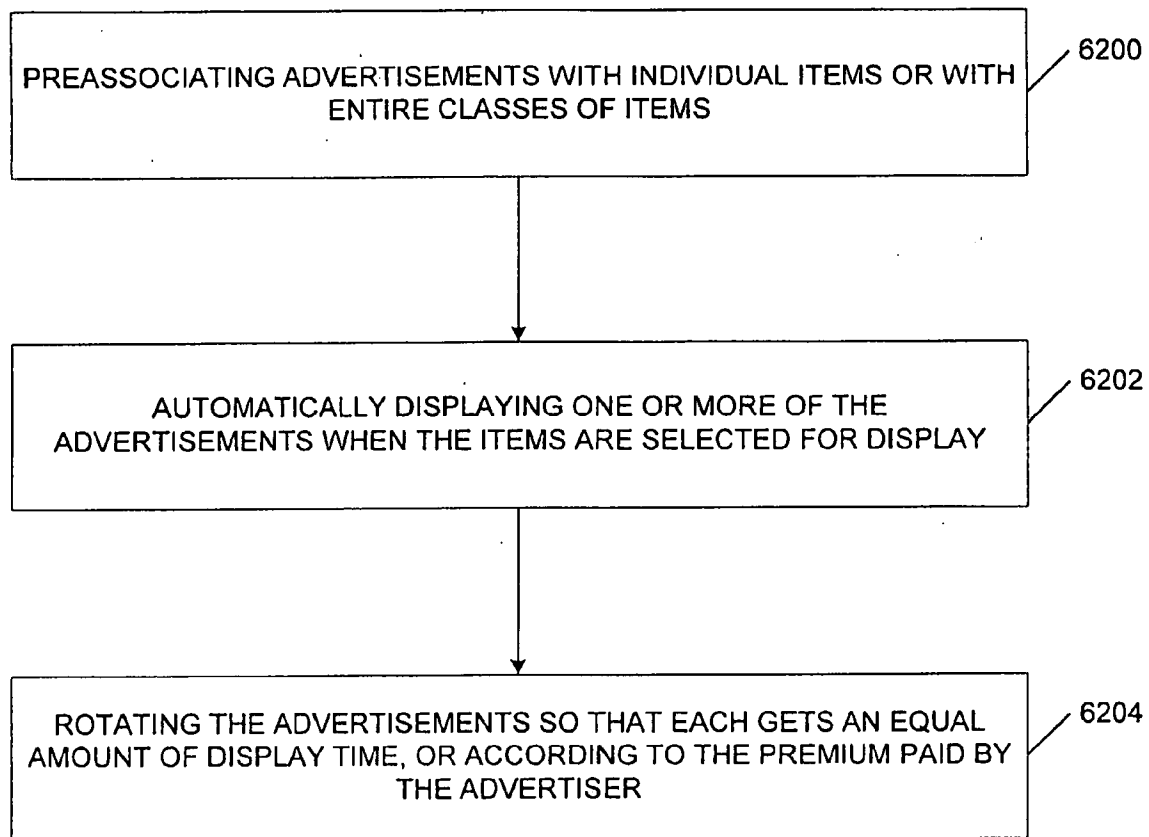 PREASSOCIATING ADVERTISEMENTS WITH INDIVIDUAL ITEMS OR WITH
ENTIRE CLASSES OF ITEMS
6200
AUTOMATICALLY DISPLAYING ONE OR MORE OF THE
ADVERTISEMENTS WHEN THE ITEMS ARE SELECTED FOR DISPLAY
6202
ROTATING THE ADVERTISEMENTS SO THAT EACH GETS AN EQUAL
AMOUNT OF DISPLAY TIME, OR ACCORDING TO THE PREMIUM PAID BY
THE ADVERTISER
6204